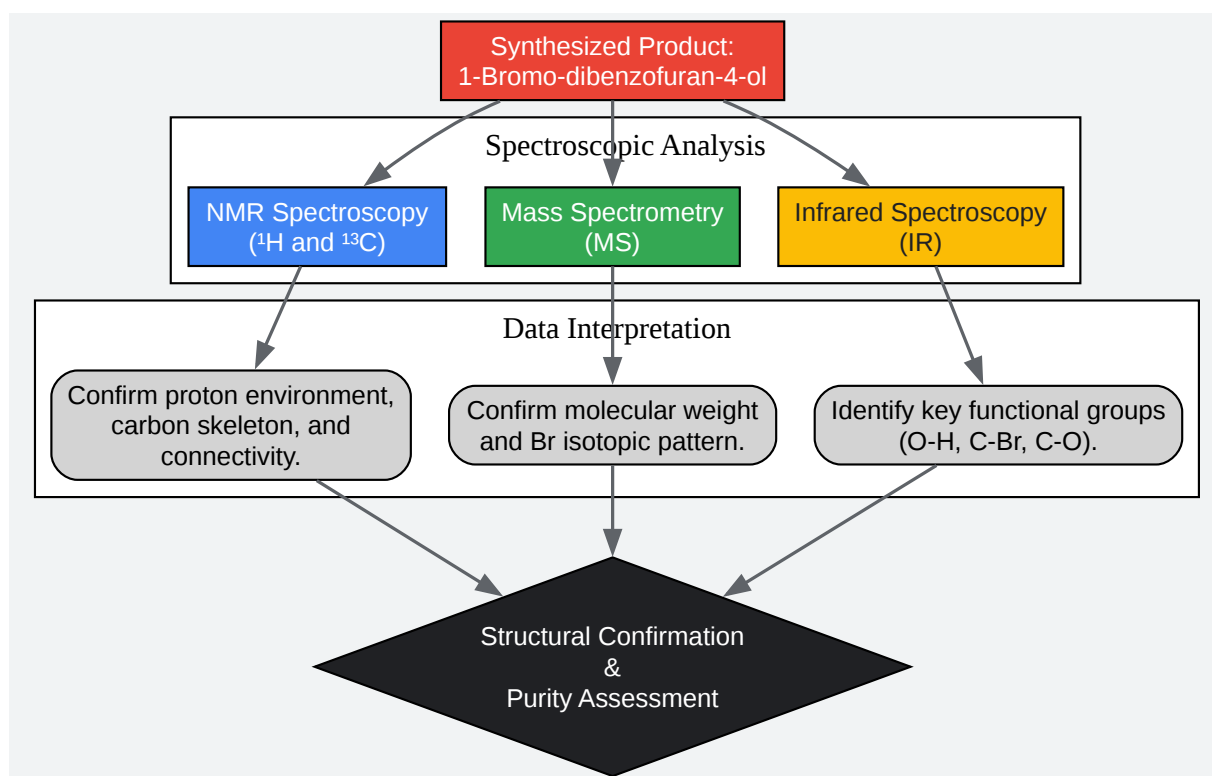 Synthesized Product:
1-Bromo-dibenzofuran-4-ol
Spectroscopic Analysis
NMR Spectroscopy
(¹H and ¹³C)
Mass Spectrometry
(MS)
Infrared Spectroscopy
(IR)
Data Interpretation
Confirm proton environment,
carbon skeleton, and
connectivity.
Confirm molecular weight
and Br isotopic pattern.
Identify key functional groups
(O-H, C-Br, C-O).
Structural Confirmation
&
Purity Assessment